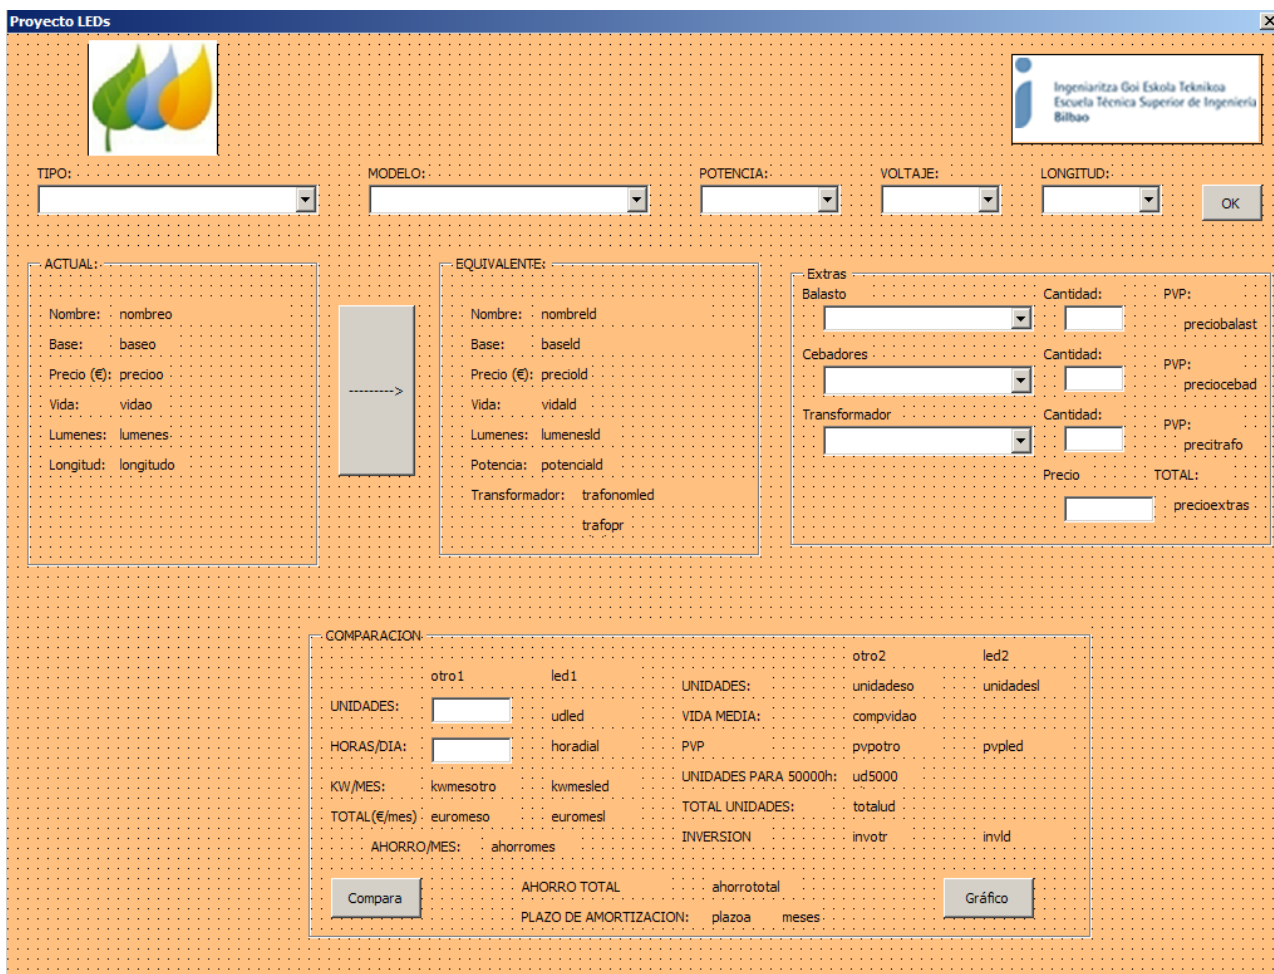 Proyecto LEDs
Ingeniaritza Goi Eskola Teknikoa
Escuela Técnica Superior de Ingeniería
Bilbao
TIPO: MODELO: POTENCIA: VOLTAJE: LONGITUD:
OK
ACTUAL:
Nombre: nombreo
Base: baseo
Precio (€): precioo
Vida: vidao
Lumenes: lumenes
Longitud: longitudo
--------->
EQUIVALENTE:
Nombre: nombreld
Base: baseld
Precio (€): preciold
Vida: vidald
Lumenes: lumenesld
Potencia: potenciald
Transformador: trafonomled
trafopr
Extras
Balasto Cantidad: PVP:
preciobalast
Cebadores Cantidad: PVP:
preciocebad
Transformador Cantidad: PVP:
precitrafo
Precio TOTAL:
precioextras
COMPARACION
otro1 led1
UNIDADES: udled
HORAS/DIA: horadial
KW/MES: kwmesotro kwmesled
TOTAL(€/mes) euromeso euromesl
AHORRO/MES: ahorromes
otro2 led2
UNIDADES: unidadeso unidadesl
VIDA MEDIA: compvidao
PVP pvpotro pvpled
UNIDADES PARA 50000h: ud5000
TOTAL UNIDADES: totalud
INVERSION invotr invld
Compara
AHORRO TOTAL ahorrototal
PLAZO DE AMORTIZACION: plazoa meses
Gráfico